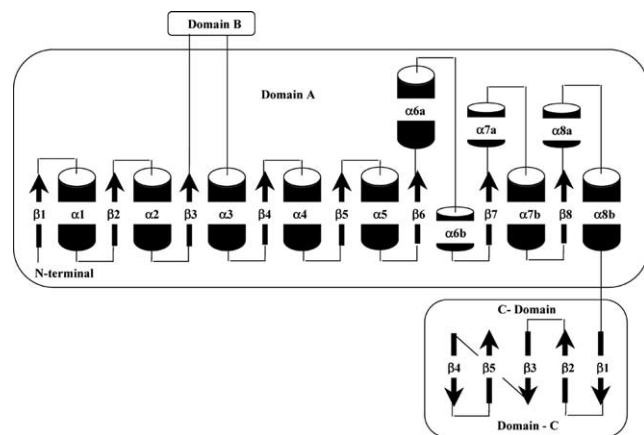 Domain B
Domain A
α6a
α7a
α8a
β1 α1 β2 α2 β3 α3 β4 α4 β5 α5 β6 α6b β7 α7b β8 α8b
N-terminal
C- Domain
β4 β5 β3 β2 β1
Domain - C